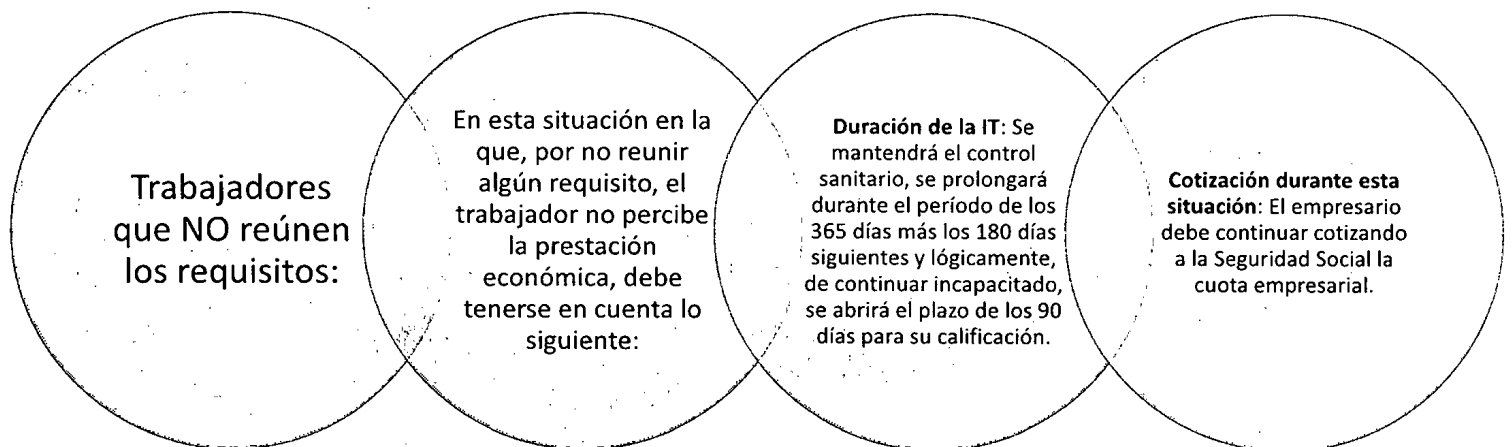 Trabajadores
que NO reúnen
los requisitos:
En esta situación en la
que, por no reunir
algún requisito, el
trabajador no percibe
la prestación
económica, debe
tenerse en cuenta lo
siguiente:
Duración de la IT: Se
mantendrá el control
sanitario, se prolongará
durante el período de los
365 días más los 180 días
siguientes y lógicamente,
de continuar incapacitado,
se abrirá el plazo de los 90
días para su calificación.
Cotización durante esta
situación: El empresario
debe continuar cotizando
a la Seguridad Social la
cuota empresarial.